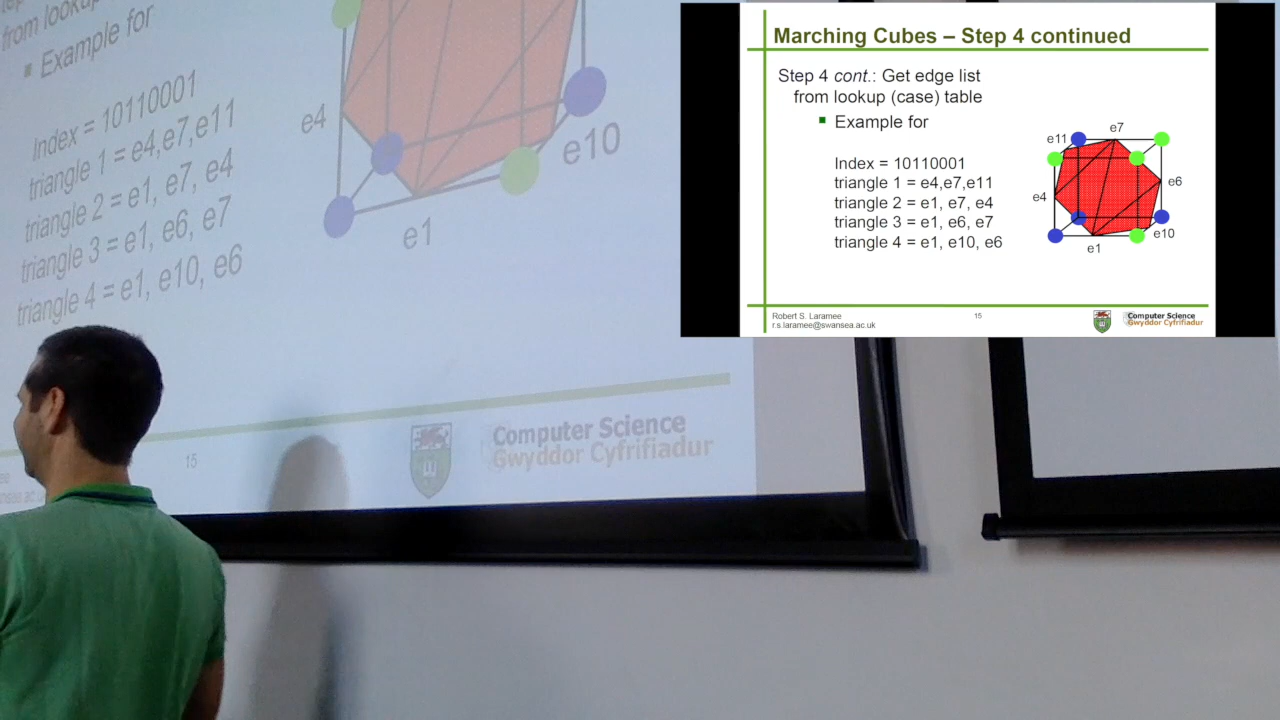 from lookup
Example for
Index = 10110001
triangle 1 = e4,e7,e11
triangle 2 = e1, e7, e4
triangle 3 = e1, e6, e7
triangle 4 = e1, e10, e6
e4
e10
e1
15
Computer Science
Gwyddor Cyfrifiadur
Marching Cubes – Step 4 continued
Step 4 cont.: Get edge list
from lookup (case) table
Example for
Index = 10110001
triangle 1 = e4,e7,e11
triangle 2 = e1, e7, e4
triangle 3 = e1, e6, e7
triangle 4 = e1, e10, e6
e7
e11
e6
e4
e10
e1
Robert S. Laramee
r.s.laramee@swansea.ac.uk
15
Computer Science
Gwyddor Cyfrifiadur